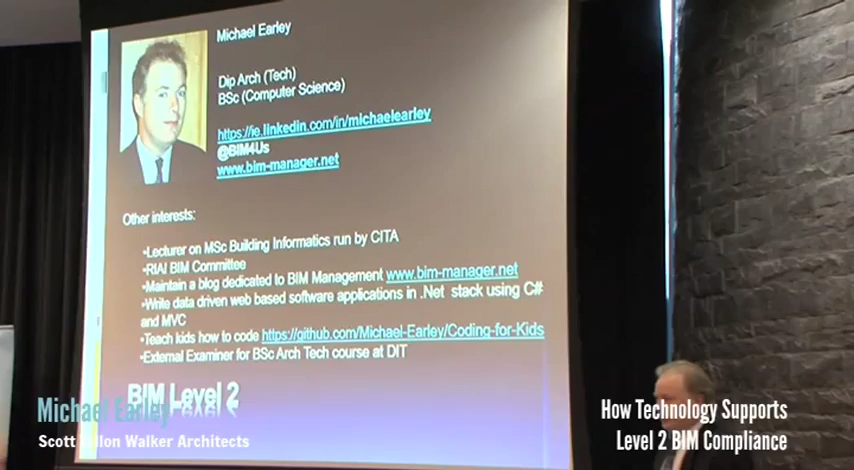 Michael Earley
Dip Arch (Tech)
BSc (Computer Science)
https://ie.linkedin.com/in/michaelearley
@BIM4Us
www.bim-manager.net
Other interests:
•Lecturer on MSc Building Informatics run by CITA
•RIAI BIM Committee
•Maintain a blog dedicated to BIM Management www.bim-manager.net
•Write data driven web based software applications in .Net stack using C#
and MVC
•Teach kids how to code https://github.com/Michael-Earley/Coding-for-Kids
•External Examiner for BSc Arch Tech course at DIT
BIM Level 2
Michael Earley
Scott Tallon Walker Architects
How Technology Supports
Level 2 BIM Compliance